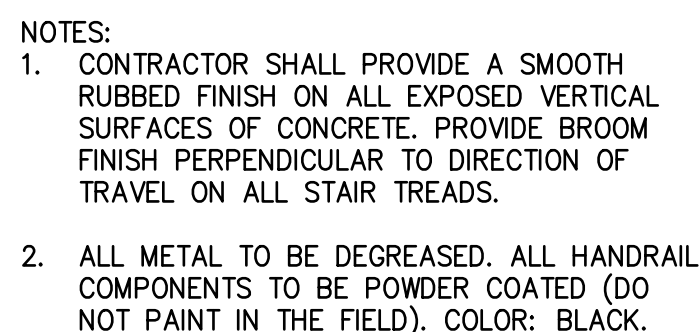 NOTES:
1. CONTRACTOR SHALL PROVIDE A SMOOTH
RUBBED FINISH ON ALL EXPOSED VERTICAL
SURFACES OF CONCRETE. PROVIDE BROOM
FINISH PERPENDICULAR TO DIRECTION OF
TRAVEL ON ALL STAIR TREADS.
2. ALL METAL TO BE DEGREASED. ALL HANDRAIL
COMPONENTS TO BE POWDER COATED (DO
NOT PAINT IN THE FIELD). COLOR: BLACK.